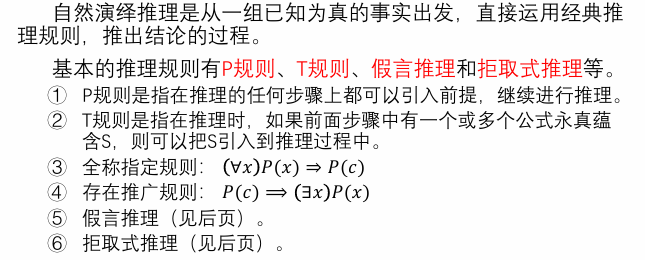 自然演绎推理是从一组已知为真的事实出发，直接运用经典推
理规则，推出结论的过程。
基本的推理规则有P规则、T规则、假言推理和拒取式推理等。
① P规则是指在推理的任何步骤上都可以引入前提，继续进行推理。
② T规则是指在推理时，如果前面步骤中有一个或多个公式永真蕴
含S，则可以把S引入到推理过程中。
③ 全称指定规则：(∀x)P(x) ⇒ P(c)
④ 存在推广规则：P(c) ⟹ (∃x)P(x)
⑤ 假言推理（见后页）。
⑥ 拒取式推理（见后页）。